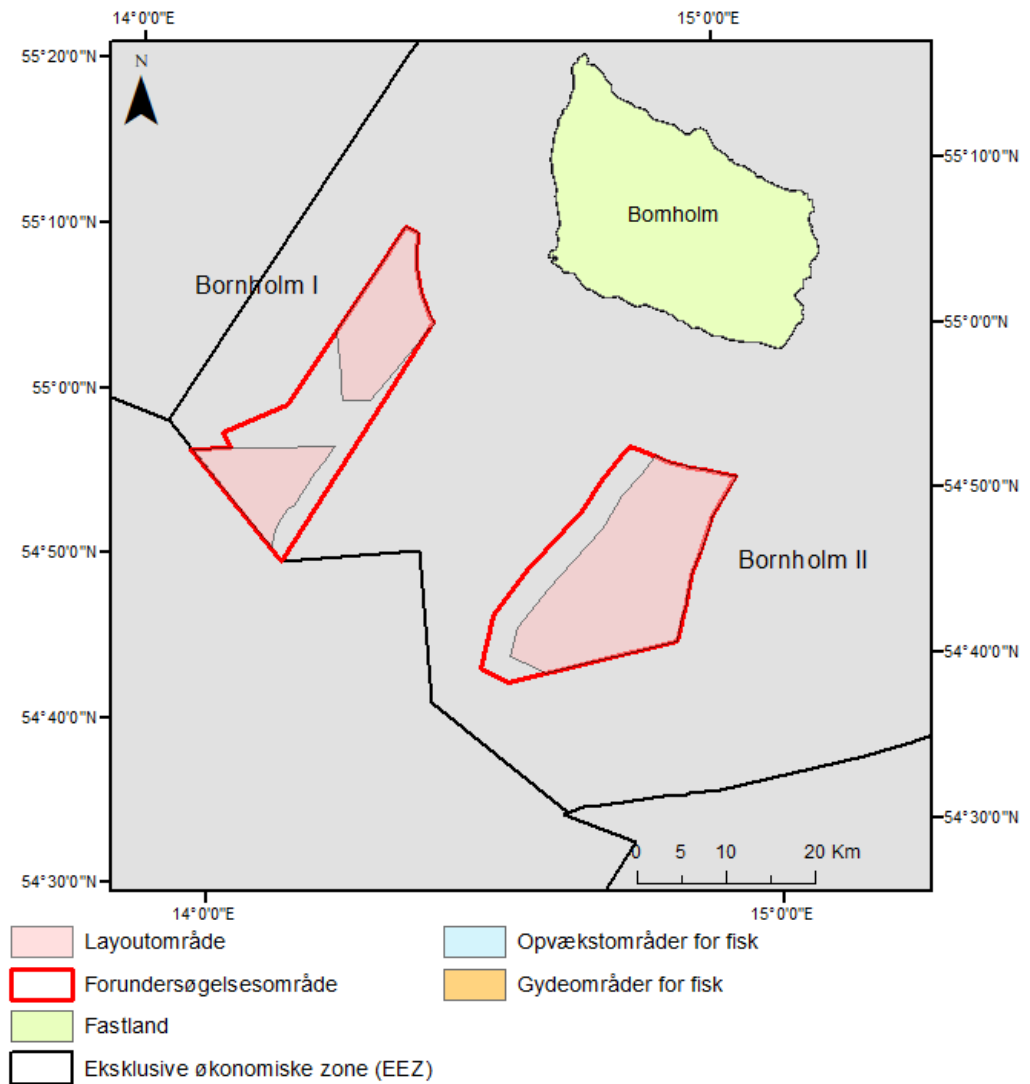 14°0'0"E 15°0'0"E
55°20'0"N
N
55°10'0"N
Bornholm
55°10'0"N
Bornholm I
55°0'0"N
55°0'0"N
54°50'0"N
54°50'0"N
Bornholm II
54°40'0"N
54°40'0"N
54°30'0"N
0 5 10 20 Km
54°30'0"N
14°0'0"E 15°0'0"E
Layoutområde
Opvækstområder for fisk
Forundersøgelsesområde
Gydeområder for fisk
Fastland
Eksklusive økonomiske zone (EEZ)